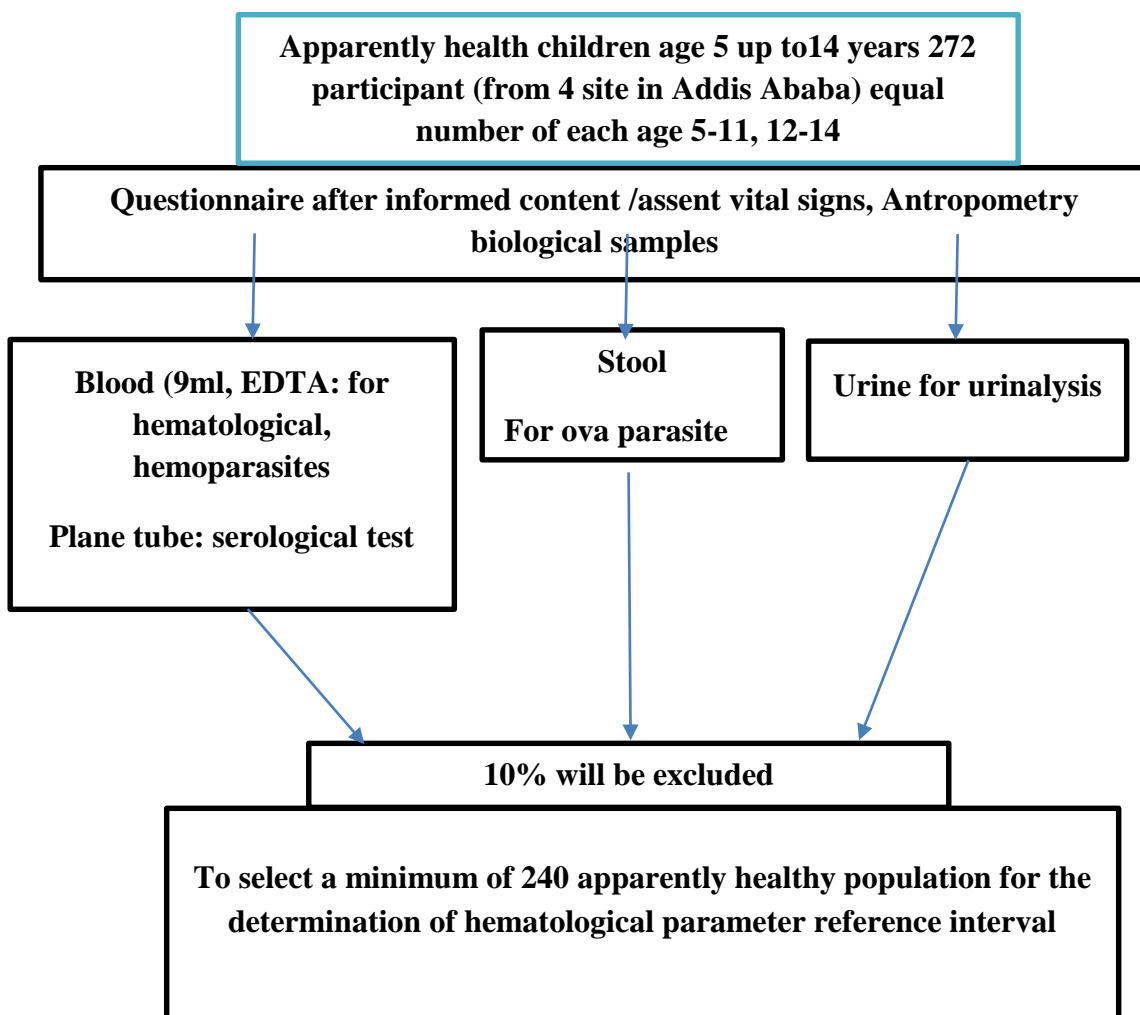 Apparently health children age 5 up to14 years 272
participant (from 4 site in Addis Ababa) equal
number of each age 5-11, 12-14
Questionnaire after informed content /assent vital signs, Antropometry
biological samples
Blood (9ml, EDTA: for
hematological,
hemoparasites
Plane tube: serological test
Stool
For ova parasite
Urine for urinalysis
10% will be excluded
To select a minimum of 240 apparently healthy population for the
determination of hematological parameter reference interval